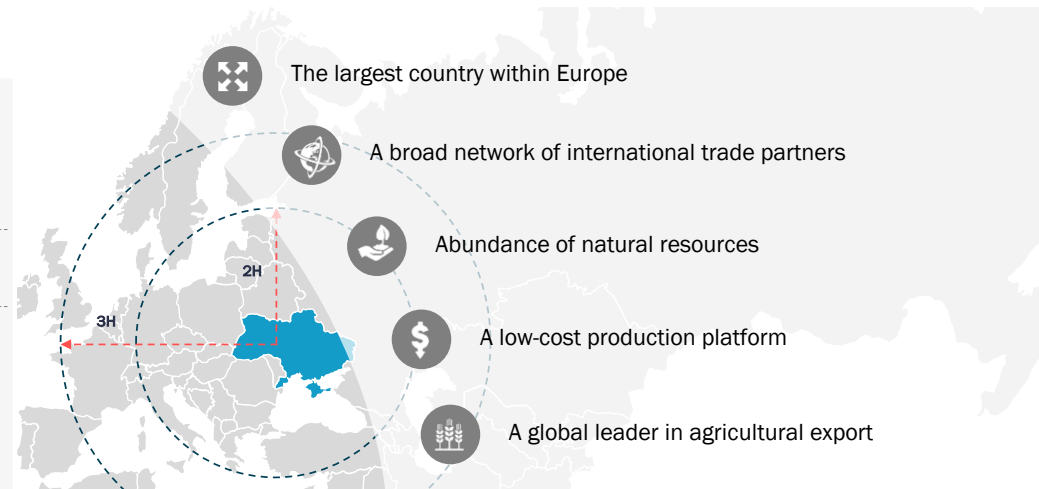 The largest country within Europe
A broad network of international trade partners
Abundance of natural resources
2H
3H
A low-cost production platform
A global leader in agricultural export